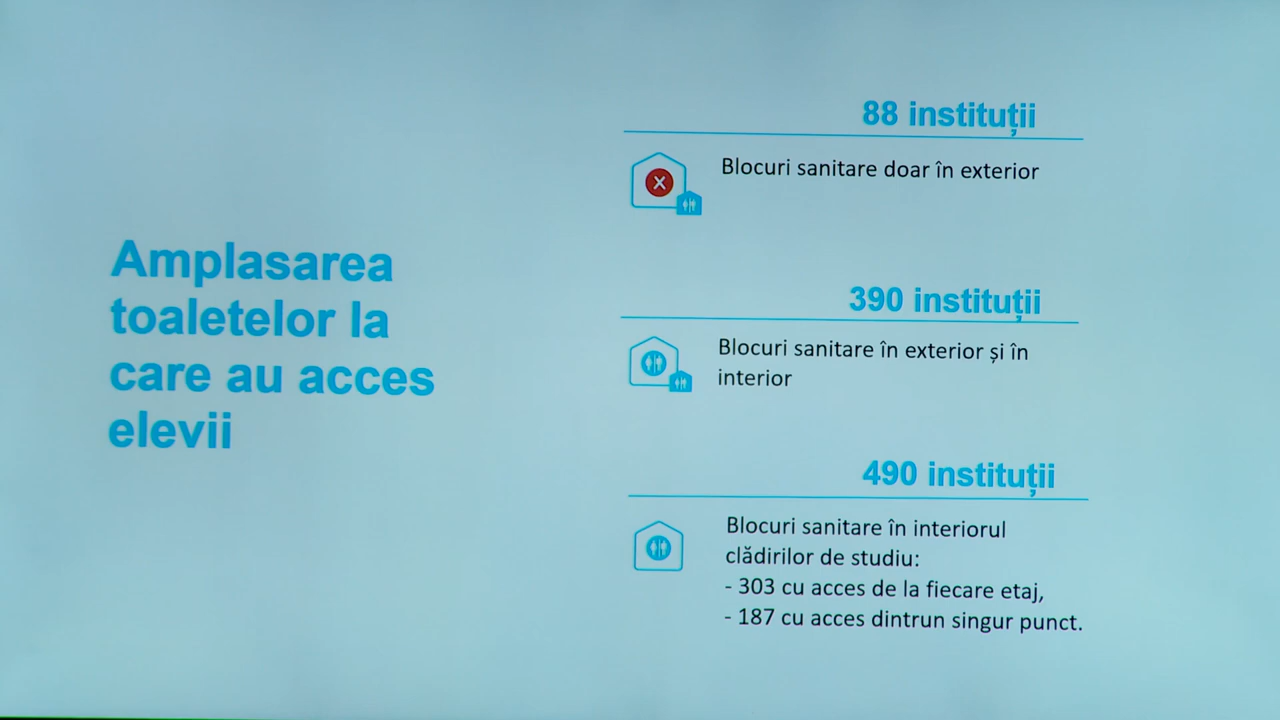 Amplasarea
toaletelor la
care au acces
elevii
88 instituții
Blocuri sanitare doar în exterior
390 instituții
Blocuri sanitare în exterior și în
interior
490 instituții
Blocuri sanitare în interiorul
clădirilor de studiu:
- 303 cu acces de la fiecare etaj,
- 187 cu acces dintrun singur punct.